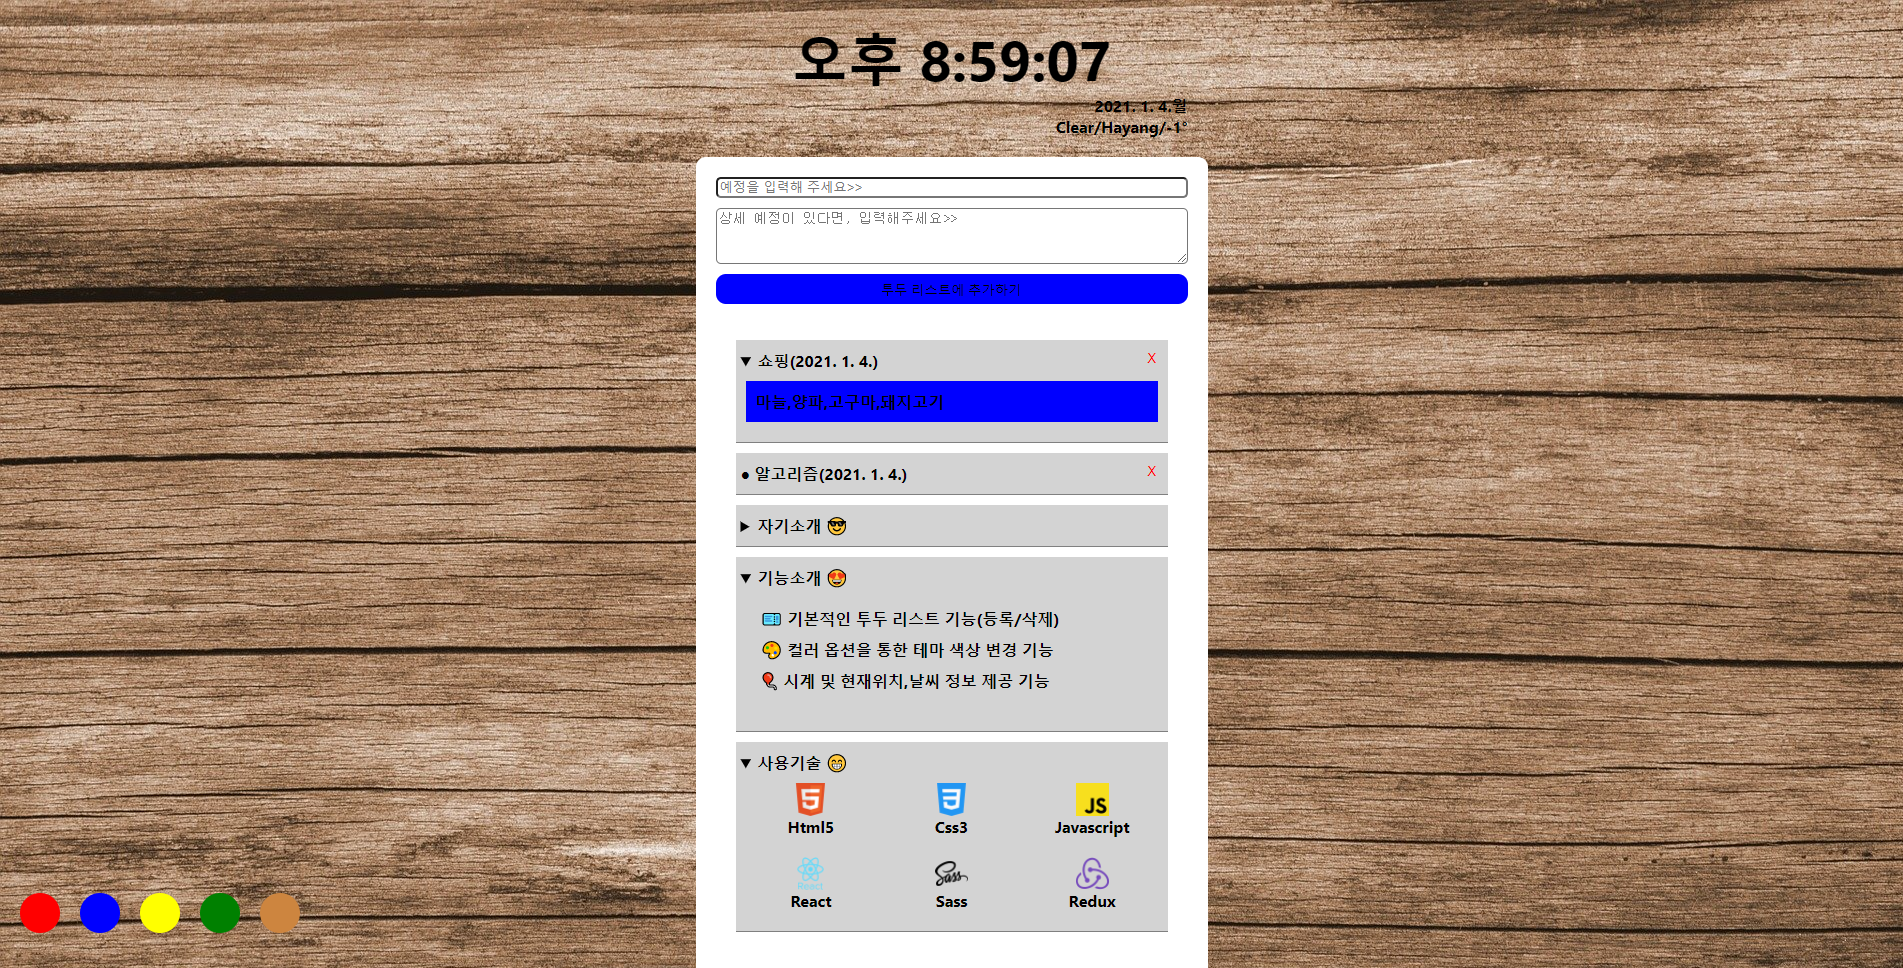 오후 8:59:07
2021. 1. 4.월
Clear/Hayang/-1°
예정을 입력해 주세요>>
상세 예정이 있다면, 입력해주세요>>
투두 리스트에 추가하기
▼ 쇼핑(2021. 1. 4.)
X
마늘,양파,고구마,돼지고기
● 알고리즘(2021. 1. 4.)
X
▶ 자기소개 😎
▼ 기능소개 😍
🎫 기본적인 투두 리스트 기능(등록/삭제)
🎨 컬러 옵션을 통한 테마 색상 변경 기능
🎈 시계 및 현재위치,날씨 정보 제공 기능
▼ 사용기술 😁
5
3
JS
Html5
Css3
Javascript
React
Sass
React
Sass
Redux